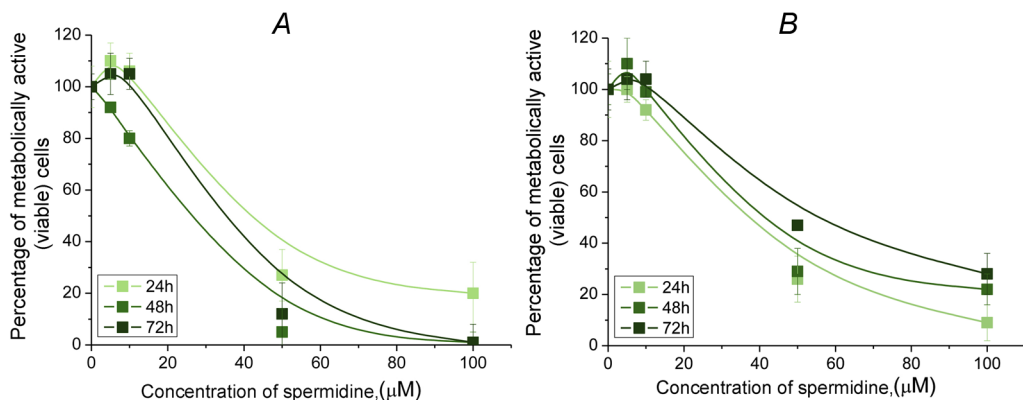 A
Percentage of metabolically active
(viable) cells
120
100
80
60
40
20
0
24h
48h
72h
0 20 40 60 80 100
Concentration of spermidine,(μM)
B
Percentage of metabolically active
(viable) cells
120
100
80
60
40
20
0
24h
48h
72h
0 20 40 60 80 100
Concentration of spermidine,(μM)